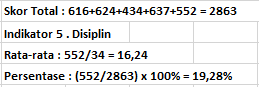 Skor Total : 616+624+434+637+552 = 2863
Indikator 5 . Disiplin
Rata-rata : 552/34 = 16,24
Persentase : (552/2863) x 100% = 19,28%